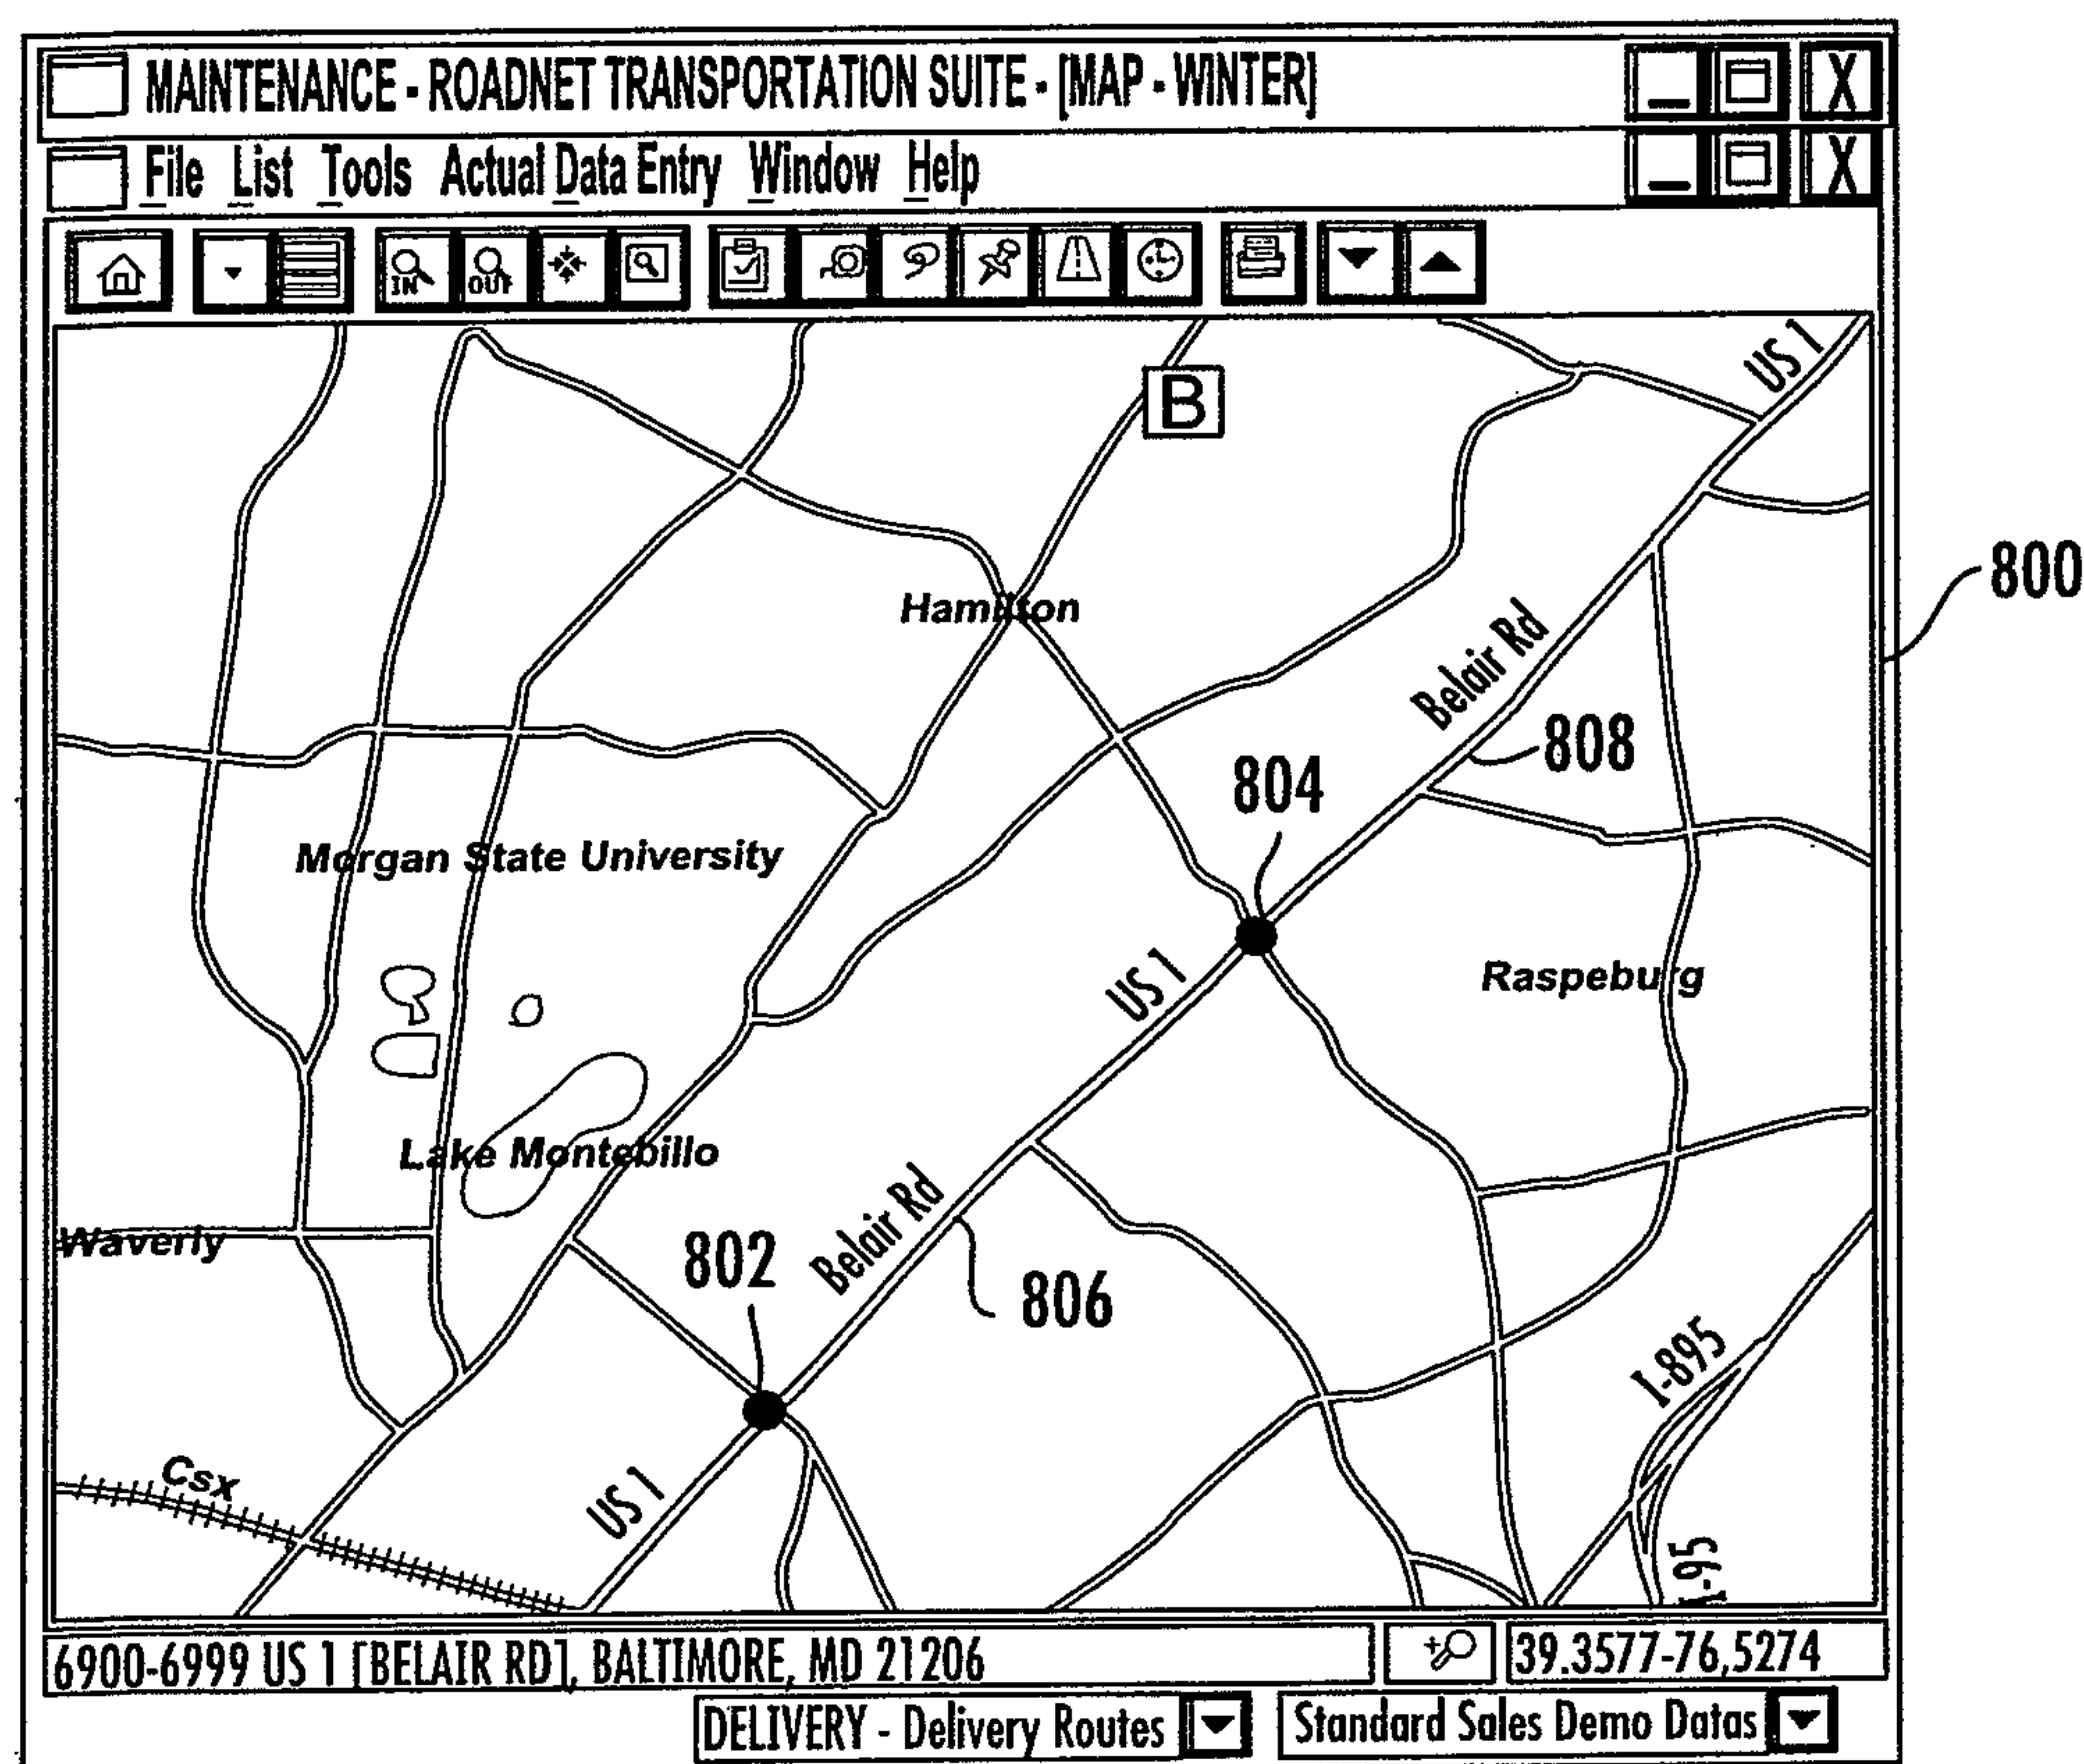 MAINTENANCE - ROADNET TRANSPORTATION SUITE - [MAP - WINTER]
X
File List Tools Actual Data Entry Window Help
X
IN OUT
US 1
B
800
Hamilton
Belair Rd
808
804
Morgan State University
US 1
Raspeburg
Lake Montebillo
Belair Rd
Waverly
802
806
I-895
Csx
US 1
I-95
6900-6999 US 1 [BELAIR RD], BALTIMORE, MD 21206
39.3577-76,5274
DELIVERY - Delivery Routes
Standard Sales Demo Datas